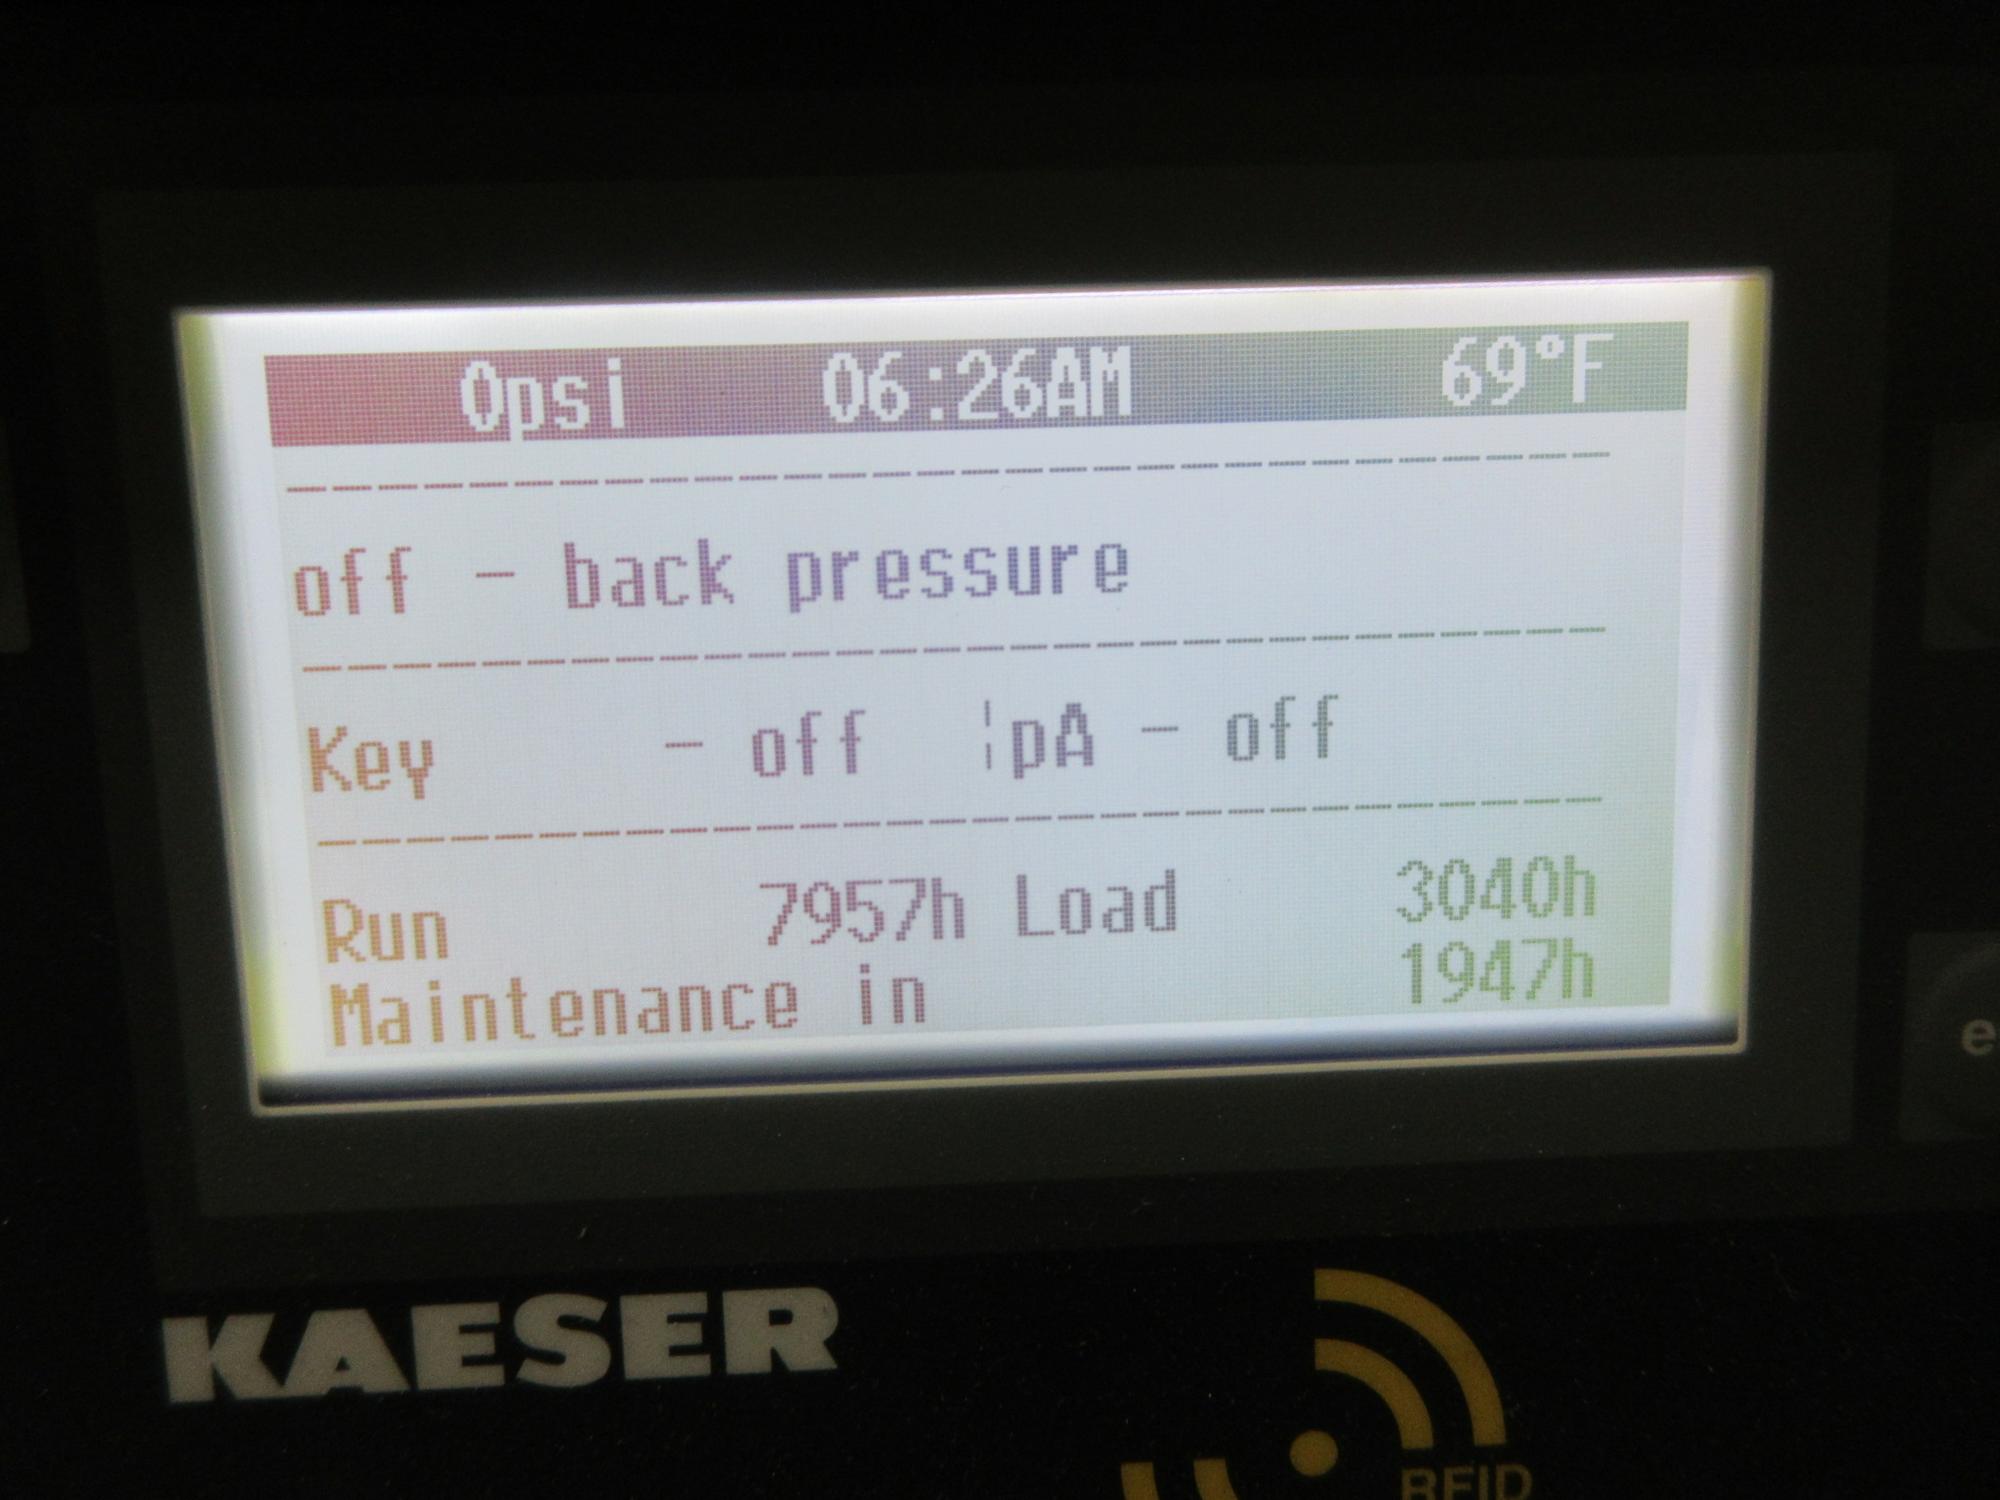 0psi 06:26AM 69°F
off - back pressure
Key - off ¦pA - off
Run 7957h Load 3040h
Maintenance in 1947h
e
KAESER
RFID